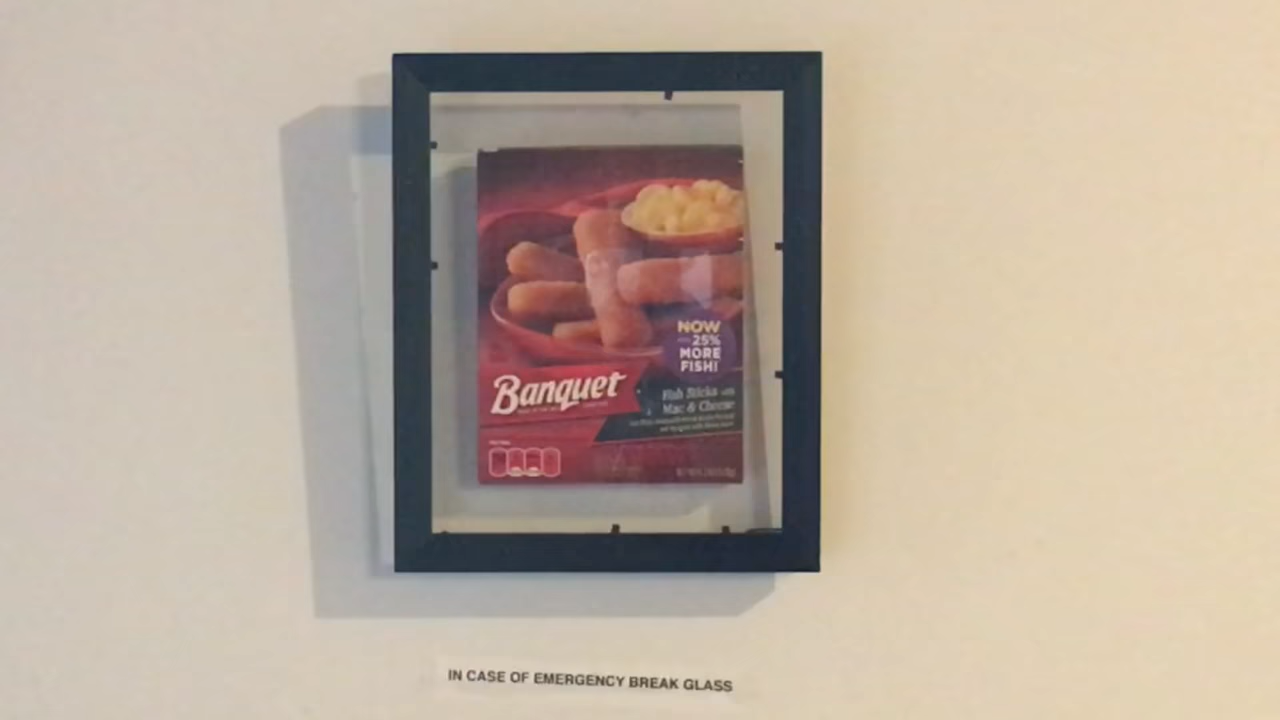 NOW
25%
MORE
FISH!
Banquet
Fish Sticks with
Mac & Cheese
IN CASE OF EMERGENCY BREAK GLASS